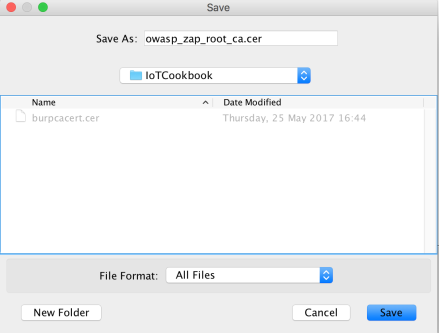 Save
Save As: owasp_zap_root_ca.cer
IoTCookbook
Name Date Modified
burpcacert.cer Thursday, 25 May 2017 16:44
File Format: All Files
New Folder Cancel Save